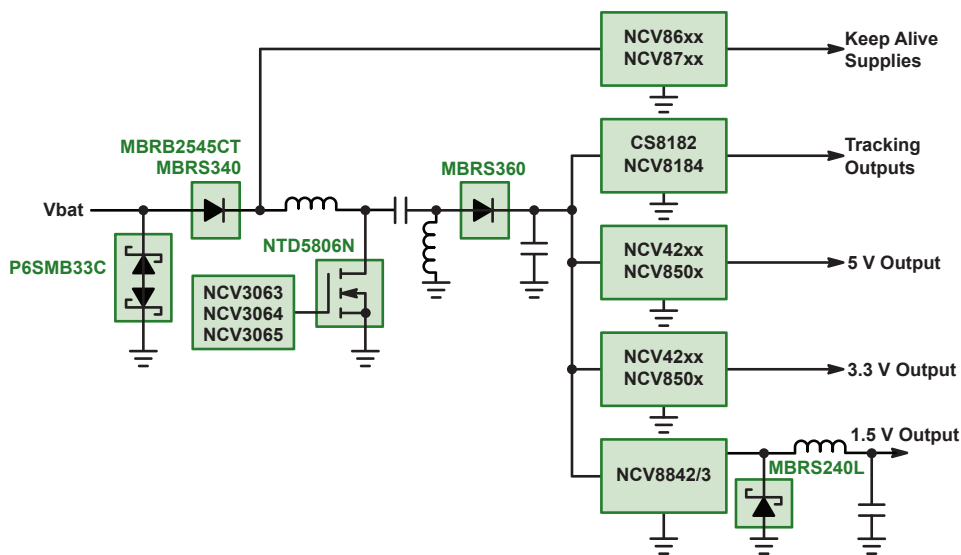 NCV86xx
NCV87xx
Keep Alive
Supplies
MBRB2545CT
MBRS340
MBRS360
CS8182
NCV8184
Tracking
Outputs
Vbat
P6SMB33C
NTD5806N
NCV3063
NCV3064
NCV3065
NCV42xx
NCV850x
5 V Output
NCV42xx
NCV850x
3.3 V Output
NCV8842/3
1.5 V Output
MBRS240L